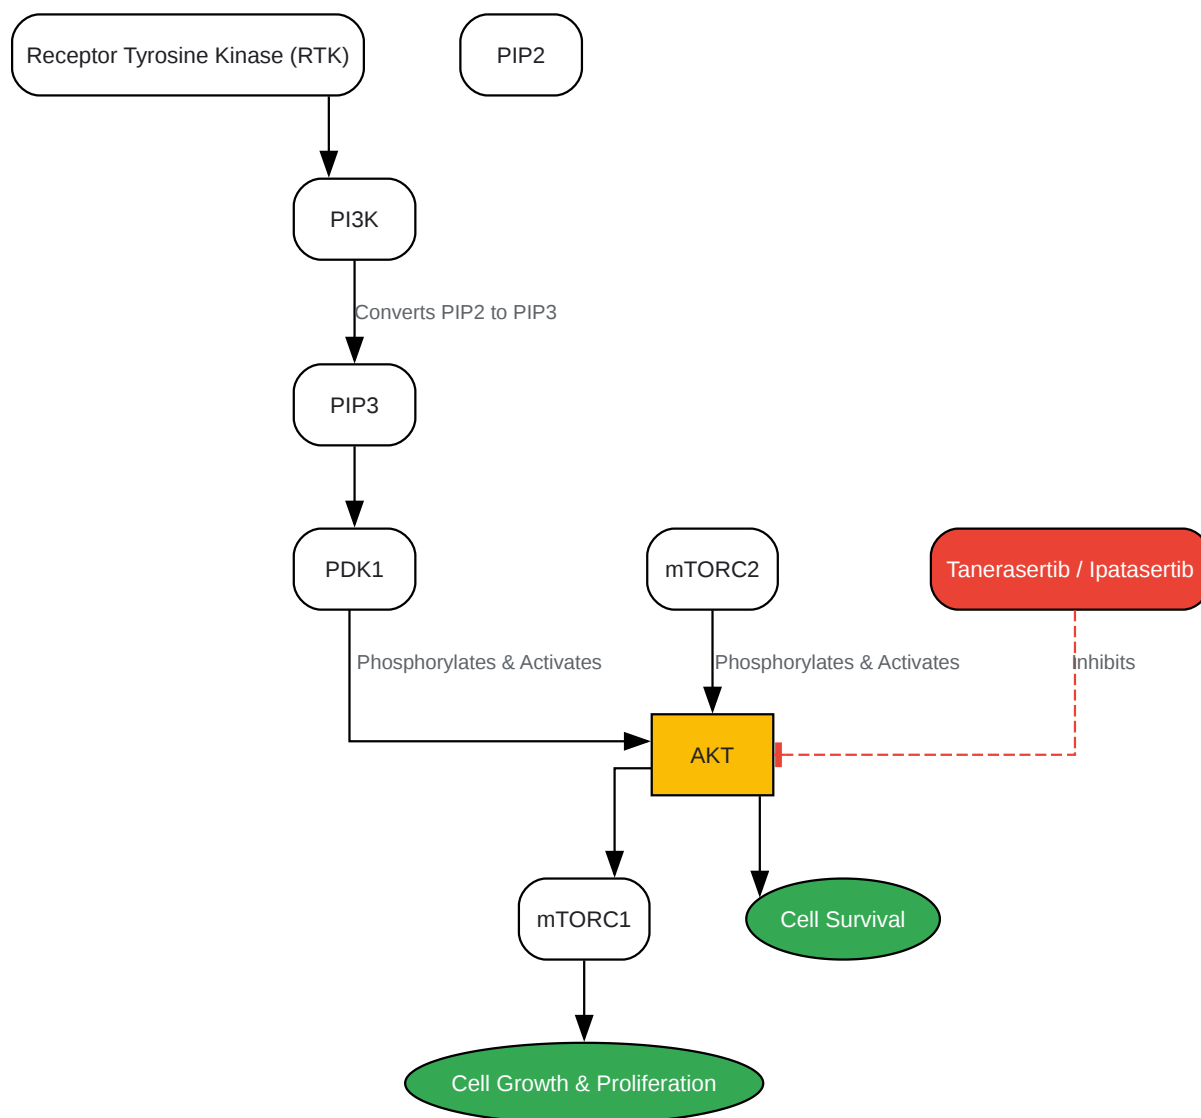 Receptor Tyrosine Kinase (RTK)
PIP2
PI3K
Converts PIP2 to PIP3
PIP3
PDK1
mTORC2
Tanerasertib / Ipatasertib
Phosphorylates & Activates
Phosphorylates & Activates
Inhibits
AKT
mTORC1
Cell Survival
Cell Growth & Proliferation